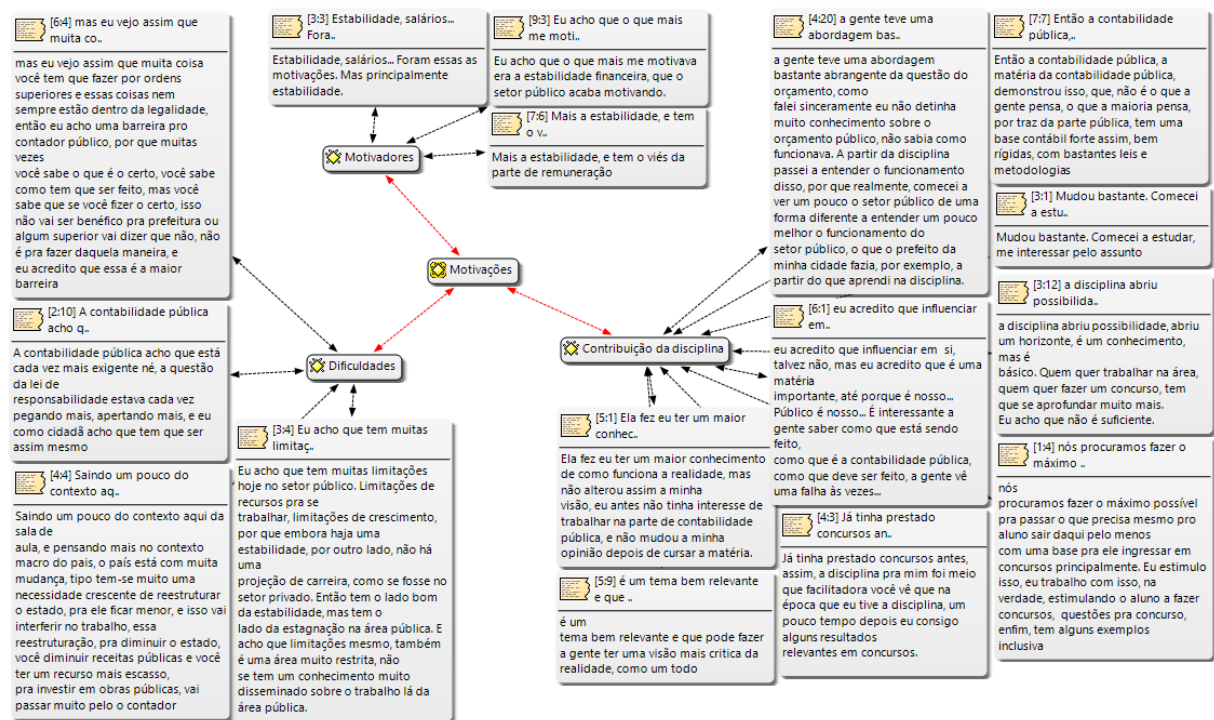 [6:4] mas eu vejo assim que
muita co..
mas eu vejo assim que muita coisa
você tem que fazer por ordens
superiores e essas coisas nem
sempre estão dentro da legalidade,
então eu acho uma barreira pro
contador público, por que muitas
vezes
você sabe o que é o certo, você sabe
como tem que ser feito, mas você
sabe que se você fizer o certo, isso
não vai ser benéfico pra prefeitura ou
algum superior vai dizer que não, não
é pra fazer daquela maneira, e
eu acredito que essa é a maior
barreira
[2:10] A contabilidade pública
acho q..
A contabilidade pública acho que está
cada vez mais exigente né, a questão
da lei de
responsabilidade estava cada vez
pegando mais, apertando mais, e eu
como cidadã acho que tem que ser
assim mesmo
[4:4] Saindo um pouco do
contexto aq..
Saindo um pouco do contexto aqui da
sala de
aula, e pensando mais no contexto
macro do pais, o país está com muita
mudança, tipo tem-se muito uma
necessidade crescente de reestruturar
o estado, pra ele ficar menor, e isso vai
interferir no trabalho, essa
reestruturação, pra diminuir o estado,
você diminuir receitas públicas e você
ter um recurso mais escasso,
pra investir em obras públicas, vai
passar muito pelo o contador
[3:3] Estabilidade, salários...
Fora..
Estabilidade, salários... Foram essas as
motivações. Mas principalmente
estabilidade.
[9:3] Eu acho que o que mais
me moti..
Eu acho que o que mais me motivava
era a estabilidade financeira, que o
setor público acaba motivando.
[7:6] Mais a estabilidade, e tem
o v..
Mais a estabilidade, e tem o viés da
parte de remuneração
Motivadores
Motivações
Dificuldades
Contribuição da disciplina
[3:4] Eu acho que tem muitas
limitaç..
Eu acho que tem muitas limitações
hoje no setor público. Limitações de
recursos pra se
trabalhar, limitações de crescimento,
por que embora haja uma
estabilidade, por outro lado, não há
uma
projeção de carreira, como se fosse no
setor privado. Então tem o lado bom
da estabilidade, mas tem o
lado da estagnação na área pública. E
acho que limitações mesmo, também
é uma área muito restrita, não
se tem um conhecimento muito
disseminado sobre o trabalho lá da
área pública.
[5:1] Ela fez eu ter um maior
conhec..
Ela fez eu ter um maior conhecimento
de como funciona a realidade, mas
não alterou assim a minha
visão, eu antes não tinha interesse de
trabalhar na parte de contabilidade
pública, e não mudou a minha
opinião depois de cursar a matéria.
[5:9] é um tema bem relevante
e que ..
é um
tema bem relevante e que pode fazer
a gente ter uma visão mais critica da
realidade, como um todo
[4:20] a gente teve uma
abordagem bas..
a gente teve uma abordagem
bastante abrangente da questão do
orçamento, como
falei sinceramente eu não detinha
muito conhecimento sobre o
orçamento público, não sabia como
funcionava. A partir da disciplina
passei a entender o funcionamento
disso, por que realmente, comecei a
ver um pouco o setor público de uma
forma diferente a entender um pouco
melhor o funcionamento do
setor público, o que o prefeito da
minha cidade fazia, por exemplo, a
partir do que aprendi na disciplina.
[6:1] eu acredito que influenciar
em..
eu acredito que influenciar em si,
talvez não, mas eu acredito que é uma
matéria
importante, até porque é nosso...
Público é nosso... É interessante a
gente saber como que está sendo
feito,
como que é a contabilidade pública,
como que deve ser feito, a gente vê
uma falha às vezes...
[4:3] Já tinha prestado
concursos an..
Já tinha prestado concursos antes,
assim, a disciplina pra mim foi meio
que facilitadora você vê que na
época que eu tive a disciplina, um
pouco tempo depois eu consigo
alguns resultados
relevantes em concursos.
[7:7] Então a contabilidade
pública,..
Então a contabilidade pública, a
matéria da contabilidade pública,
demonstrou isso, que, não é o que a
gente pensa, o que a maioria pensa,
por traz da parte pública, tem uma
base contábil forte assim, bem
rígidas, com bastantes leis e
metodologias
[3:1] Mudou bastante. Comecei
a estu..
Mudou bastante. Comecei a estudar,
me interessar pelo assunto
[3:12] a disciplina abriu
possibilida..
a disciplina abriu possibilidade, abriu
um horizonte, é um conhecimento,
mas é
básico. Quem quer trabalhar na área,
quem quer fazer um concurso, tem
que se aprofundar muito mais.
Eu acho que não é suficiente.
[1:4] nós procuramos fazer o
máximo ..
nós
procuramos fazer o máximo possível
pra passar o que precisa mesmo pro
aluno sair daqui pelo menos
com uma base pra ele ingressar em
concursos principalmente. Eu estimulo
isso, eu trabalho com isso, na
verdade, estimulando o aluno a fazer
concursos, questões pra concurso,
enfim, tem alguns exemplos
inclusiva